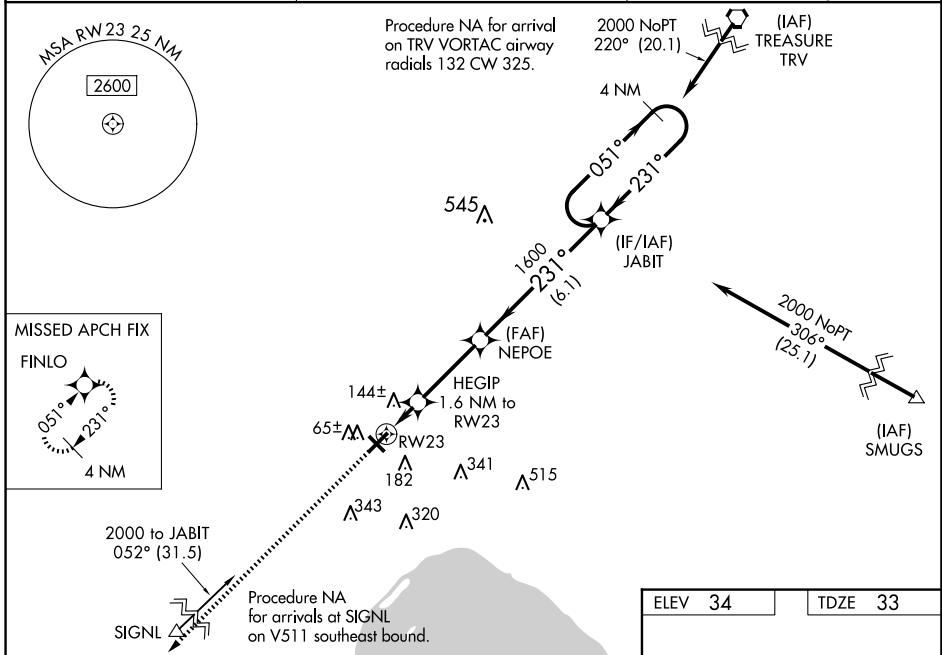 MSA RW 23 25 NM
2600
Procedure NA for arrival
on TRV VORTAC airway
radials 132 CW 325.
2000 NoPT
220° (20.1)
(IAF)
TREASURE
TRV
4 NM
051°
231°
545
(IF/IAF)
JABIT
1600
231°
(6.1)
2000 NoPT
306°
(25.1)
(IAF)
SMUGS
(FAF)
NEPOE
MISSED APCH FIX
FINLO
051°
231°
4 NM
HEGIP
1.6 NM to
RW23
144±
65±
RW23
182
341
515
343
320
2000 to JABIT
052° (31.5)
SIGNL
Procedure NA
for arrivals at SIGNL
on V511 southeast bound.
ELEV 34
TDZE 33